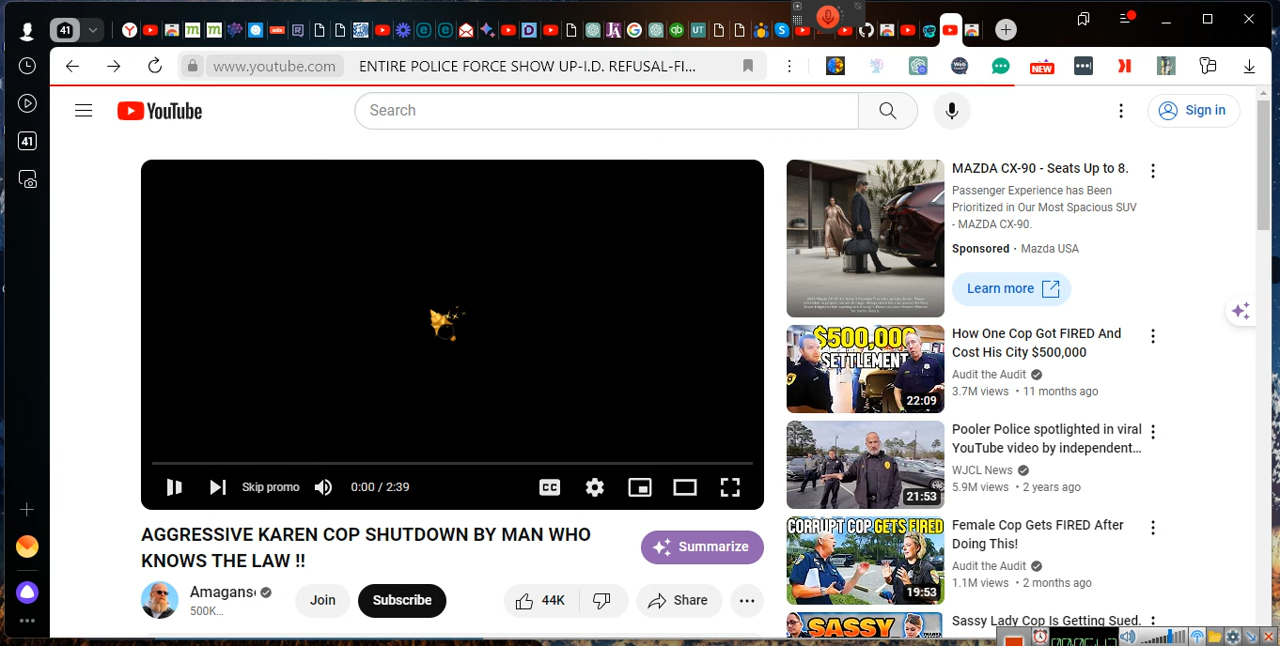 41
www.youtube.com ENTIRE POLICE FORCE SHOW UP-I.D. REFUSAL-FI...
NEW
41
YouTube
Search
Sign in
MAZDA CX-90 - Seats Up to 8.
Passenger Experience has Been
Prioritized in Our Most Spacious SUV
- MAZDA CX-90.
Sponsored · Mazda USA
Learn more
$500,000
SETTLEMENT
22:09
How One Cop Got FIRED And
Cost His City $500,000
Audit the Audit
3.7M views · 11 months ago
21:53
Pooler Police spotlighted in viral
YouTube video by independent...
WJCL News
5.9M views · 2 years ago
CORRUPT COP GETS FIRED
19:53
Female Cop Gets FIRED After
Doing This!
Audit the Audit
1.1M views · 2 months ago
SASSY
Sassy Lady Cop Is Getting Sued.
Skip promo
0:00 / 2:39
CC
AGGRESSIVE KAREN COP SHUTDOWN BY MAN WHO
KNOWS THE LAW !!
Summarize
Amagans
500K...
Join
Subscribe
44K
Share